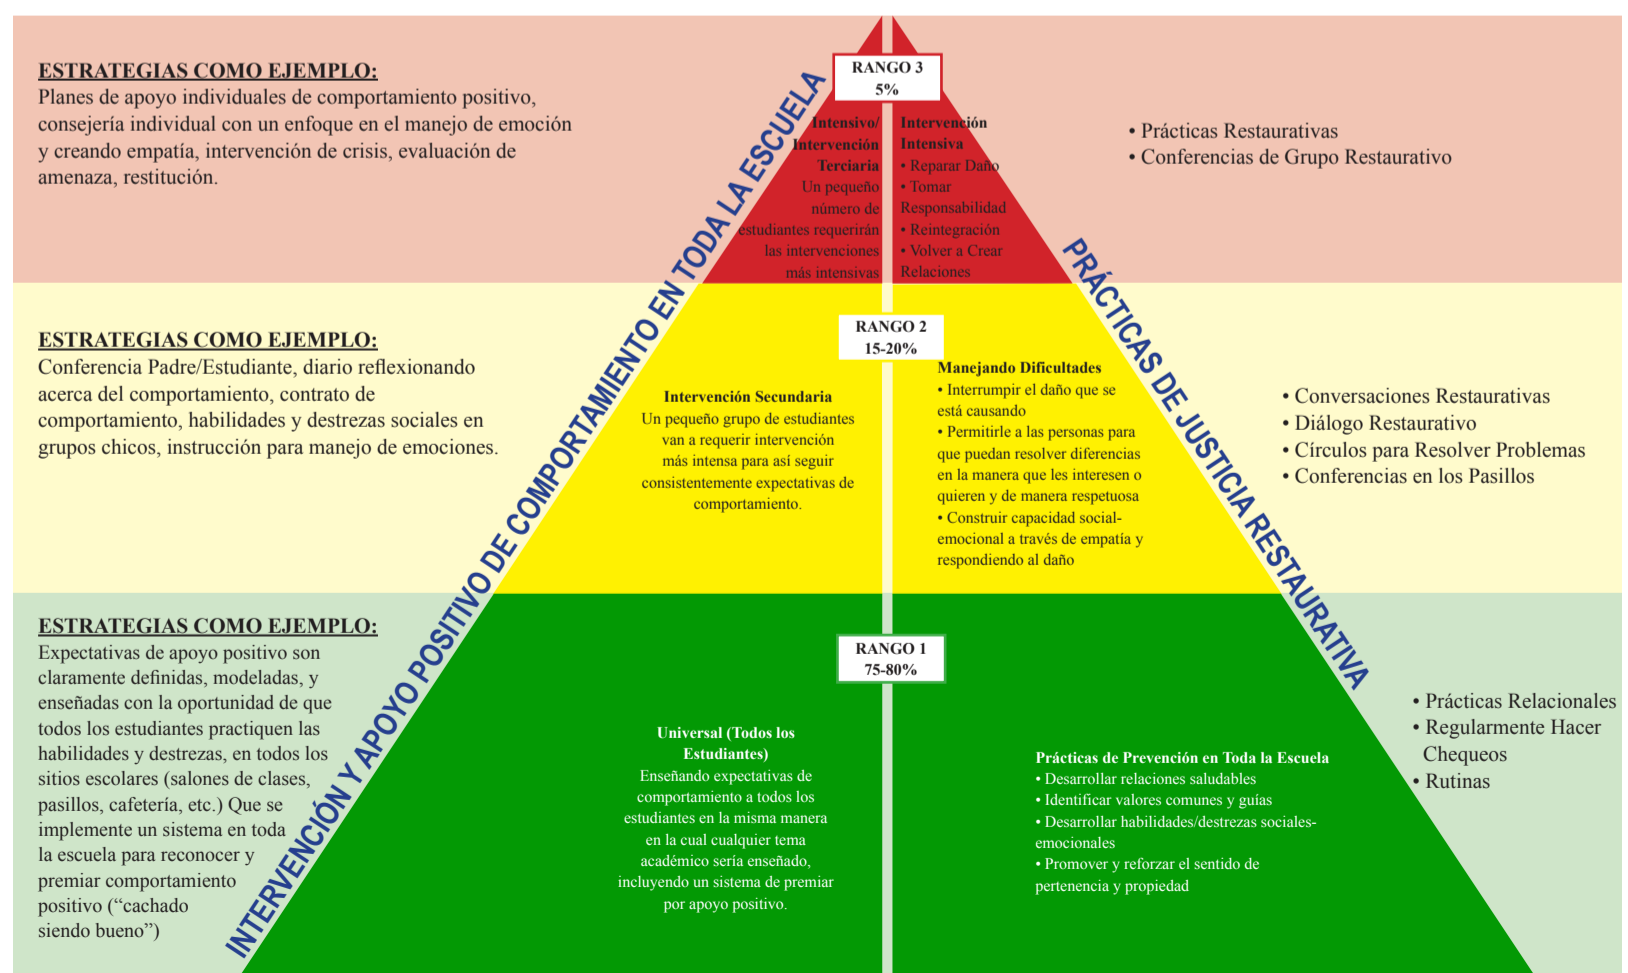 ESTRATEGIAS COMO EJEMPLO:
Planes de apoyo individuales de comportamiento positivo,
consejería individual con un enfoque en el manejo de emoción
y creando empatía, intervención de crisis, evaluación de
amenaza, restitución.
INTERVENCIÓN Y APOYO POSITIVO DE COMPORTAMIENTO EN TODA LA ESCUELA
RANGO 3
5%
Intensivo/
Intervención
Terciaria
Un pequeño
número de
estudiantes requerirán
las intervenciones
más intensivas
Intervención
Intensiva
• Reparar Daño
• Tomar
Responsabilidad
• Reintegración
• Volver a Crear
Relaciones
PRÁCTICAS DE JUSTICIA RESTAURATIVA
• Prácticas Restaurativas
• Conferencias de Grupo Restaurativo
ESTRATEGIAS COMO EJEMPLO:
Conferencia Padre/Estudiante, diario reflexionando
acerca del comportamiento, contrato de
comportamiento, habilidades y destrezas sociales en
grupos chicos, instrucción para manejo de emociones.
RANGO 2
15-20%
Intervención Secundaria
Un pequeño grupo de estudiantes
van a requerir intervención
más intensa para así seguir
consistentemente expectativas de
comportamiento.
Manejando Dificultades
• Interrumpir el daño que se
está causando
• Permitirle a las personas para
que puedan resolver diferencias
en la manera que les interesen o
quieren y de manera respetuosa
• Construir capacidad social-
emocional a través de empatía y
respondiendo al daño
• Conversaciones Restaurativas
• Diálogo Restaurativo
• Círculos para Resolver Problemas
• Conferencias en los Pasillos
ESTRATEGIAS COMO EJEMPLO:
Expectativas de apoyo positivo son
claramente definidas, modeladas, y
enseñadas con la oportunidad de que
todos los estudiantes practiquen las
habilidades y destrezas, en todos los
sitios escolares (salones de clases,
pasillos, cafetería, etc.) Que se
implemente un sistema en toda
la escuela para reconocer y
premiar comportamiento
positivo (“cachado
siendo bueno”)
RANGO 1
75-80%
Universal (Todos los
Estudiantes)
Enseñando expectativas de
comportamiento a todos los
estudiantes en la misma manera
en la cual cualquier tema
académico sería enseñado,
incluyendo un sistema de premiar
por apoyo positivo.
Prácticas de Prevención en Toda la Escuela
• Desarrollar relaciones saludables
• Identificar valores comunes y guías
• Desarrollar habilidades/destrezas sociales-
emocionales
• Promover y reforzar el sentido de
pertenencia y propiedad
• Prácticas Relacionales
• Regularmente Hacer
Chequeos
• Rutinas